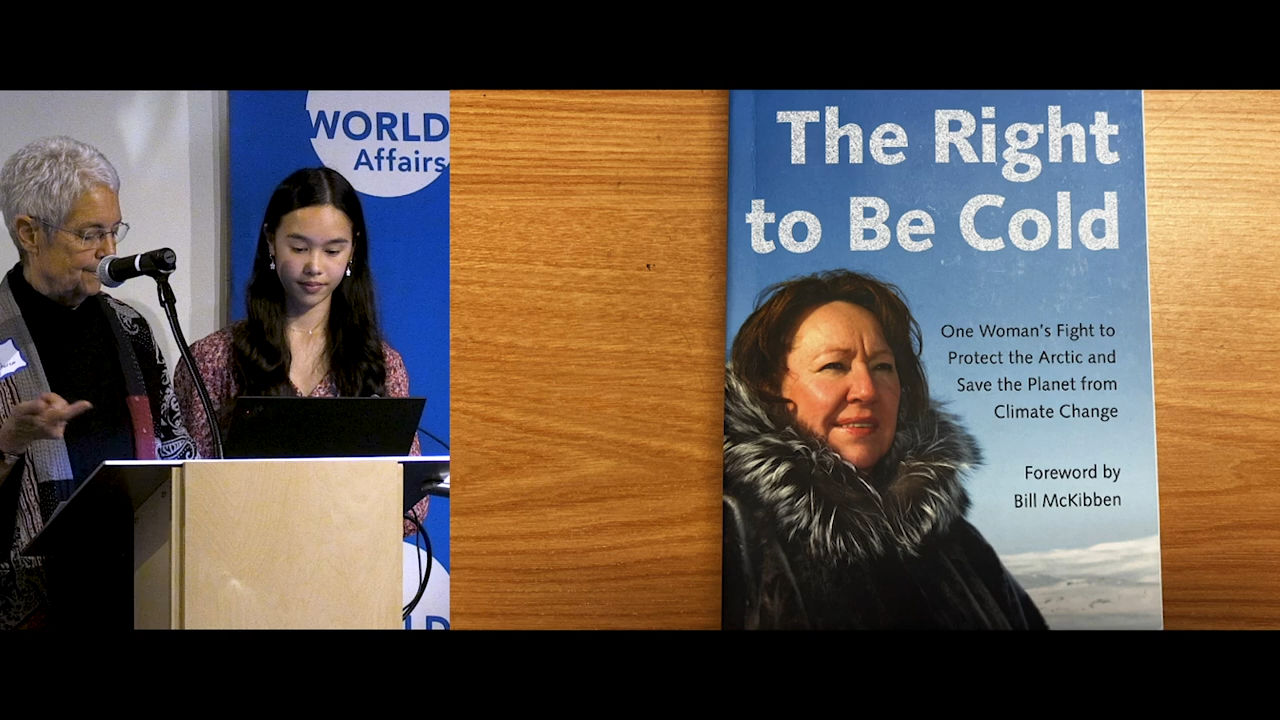 WORLD
Affairs
The Right
to Be Cold
One Woman's Fight to
Protect the Arctic and
Save the Planet from
Climate Change
Foreword by
Bill McKibben
LD